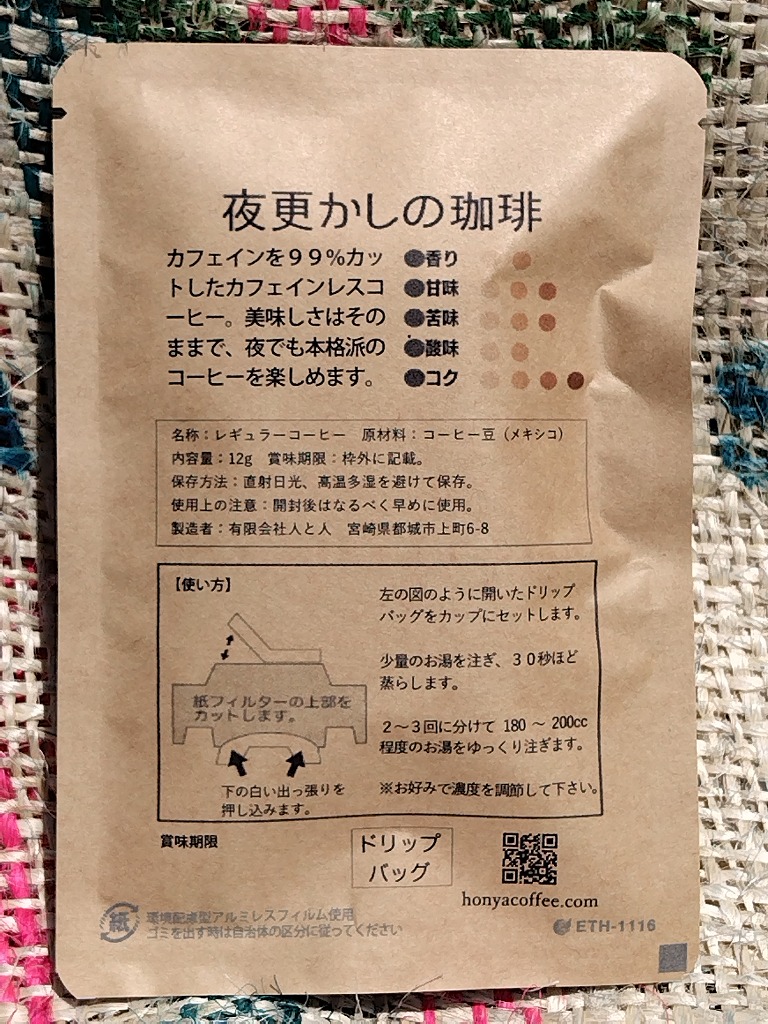 夜更かしの珈琲
カフェインを９９％カッ
トしたカフェインレスコ
ーヒー。美味しさはその
ままで、夜でも本格派の
コーヒーを楽しめます。
●香り
●甘味
●苦味
●酸味
●コク
名称：レギュラーコーヒー　原材料：コーヒー豆（メキシコ）
内容量：12g　賞味期限：枠外に記載。
保存方法：直射日光、高温多湿を避けて保存。
使用上の注意：開封後はなるべく早めに使用。
製造者：有限会社人と人　宮崎県都城市上町6-8
【使い方】
紙フィルターの上部を
カットします。
下の白い出っ張りを
押し込みます。
左の図のように開いたドリップ
バッグをカップにセットします。
少量のお湯を注ぎ、３０秒ほど
蒸らします。
２～３回に分けて 180 ～ 200cc
程度のお湯をゆっくり注ぎます。
※お好みで濃度を調節して下さい。
賞味期限
ドリップ
バッグ
honyacoffee.com
紙
環境配慮型アルミレスフィルム使用
ゴミを出す時は自治体の区分に従ってください
ETH-1116